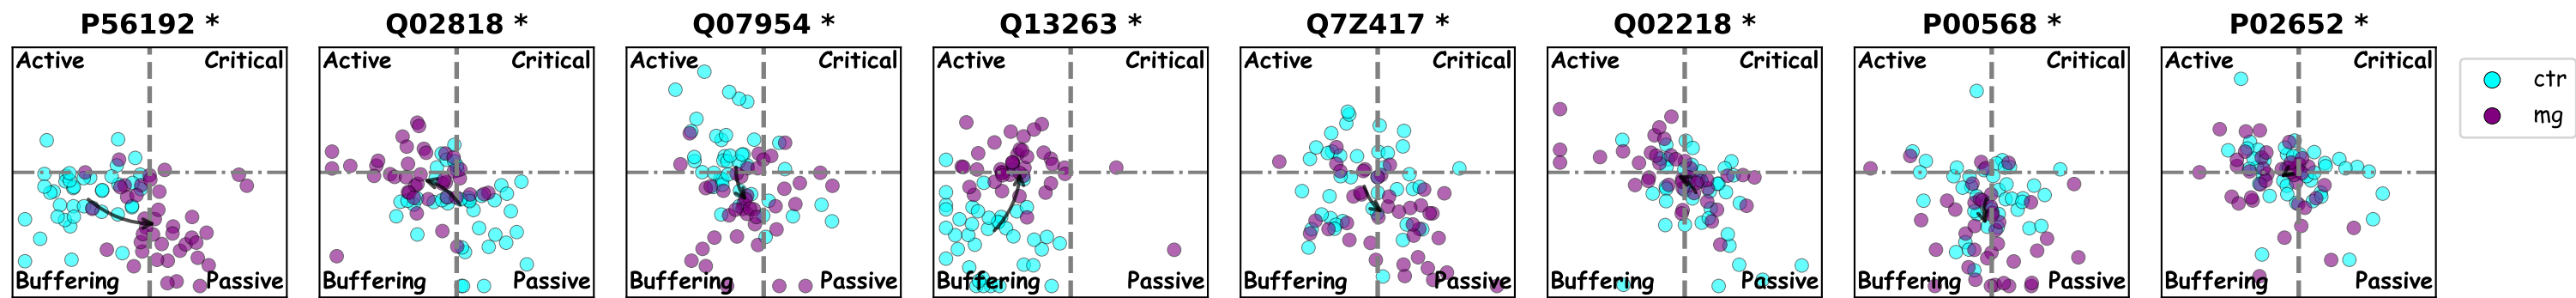 P56192 * Q02818 * Q07954 * Q13263 * Q7Z417 * Q02218 * P00568 * P02652 *
Active Critical Active Critical Active Critical Active Critical Active Critical Active Critical Active Critical Active Critical
ctr
mg
Buffering Passive Buffering Passive Buffering Passive Buffering Passive Buffering Passive Buffering Passive Buffering Passive Buffering Passive